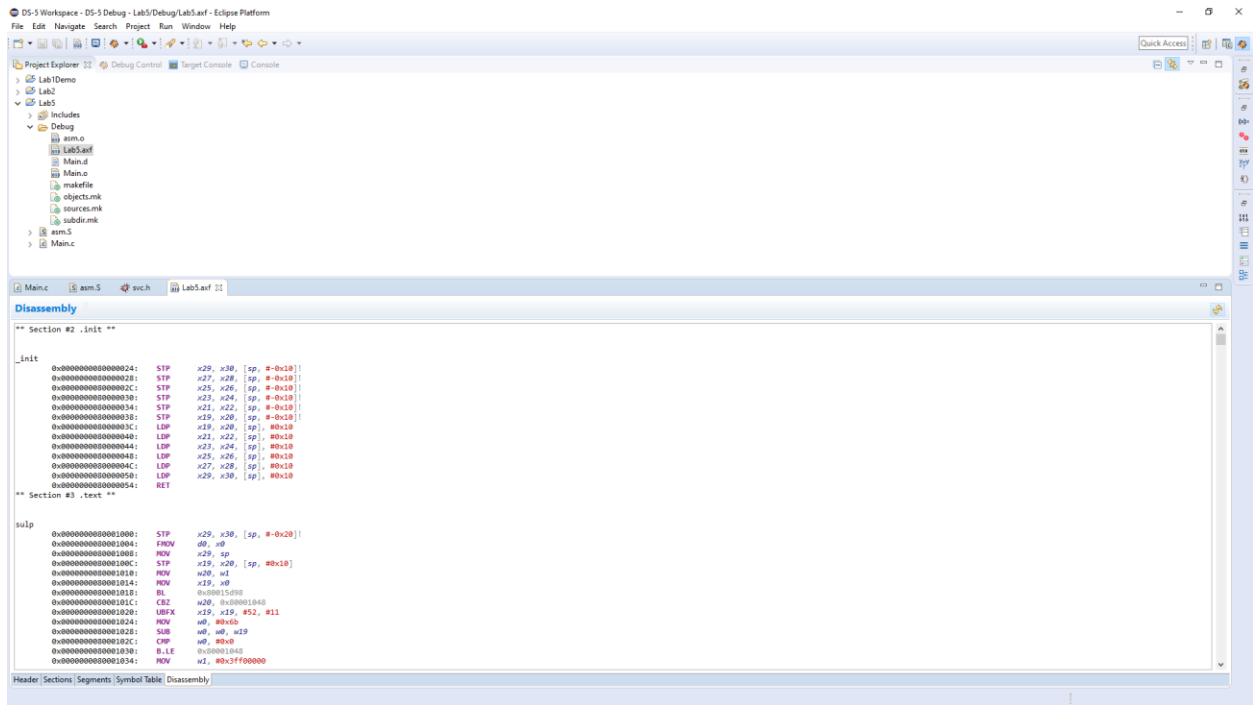 DS-5 Workspace - DS-5 Debug - Lab5/Debug/Lab5.axf - Eclipse Platform
File Edit Navigate Search Project Run Window Help
Quick Access
Project Explorer Debug Control Target Console Console
Lab1Demo
Lab2
Lab5
Includes
Debug
asm.o
Lab5.axf
Main.d
Main.o
makefile
objects.mk
sources.mk
subdir.mk
asm.S
Main.c
Main.c asm.S svc.h Lab5.axf
Disassembly
** Section #2 .init **
_init
0x0000000080000024: STP x29, x30, [sp, #-0x10]!
0x0000000080000028: STP x27, x28, [sp, #-0x10]!
0x000000008000002C: STP x25, x26, [sp, #-0x10]!
0x0000000080000030: STP x23, x24, [sp, #-0x10]!
0x0000000080000034: STP x21, x22, [sp, #-0x10]!
0x0000000080000038: STP x19, x20, [sp, #-0x10]!
0x000000008000003C: LDP x19, x20, [sp], #0x10
0x0000000080000040: LDP x21, x22, [sp], #0x10
0x0000000080000044: LDP x23, x24, [sp], #0x10
0x0000000080000048: LDP x25, x26, [sp], #0x10
0x000000008000004C: LDP x27, x28, [sp], #0x10
0x0000000080000050: LDP x29, x30, [sp], #0x10
0x0000000080000054: RET
** Section #3 .text **
sulp
0x0000000080001000: STP x29, x30, [sp, #-0x20]!
0x0000000080001004: FMOV d0, x0
0x0000000080001008: MOV x29, sp
0x000000008000100C: STP x19, x20, [sp, #0x10]
0x0000000080001010: MOV w20, w1
0x0000000080001014: MOV x19, x0
0x0000000080001018: BL 0x80015d98
0x000000008000101C: CBZ w20, 0x80001048
0x0000000080001020: UBFX x19, x19, #52, #11
0x0000000080001024: MOV w0, #0x6b
0x0000000080001028: SUB w0, w0, w19
0x000000008000102C: CMP w0, #0x0
0x0000000080001030: B.LE 0x80001048
0x0000000080001034: MOV w1, #0x3ff00000
Header Sections Segments Symbol Table Disassembly